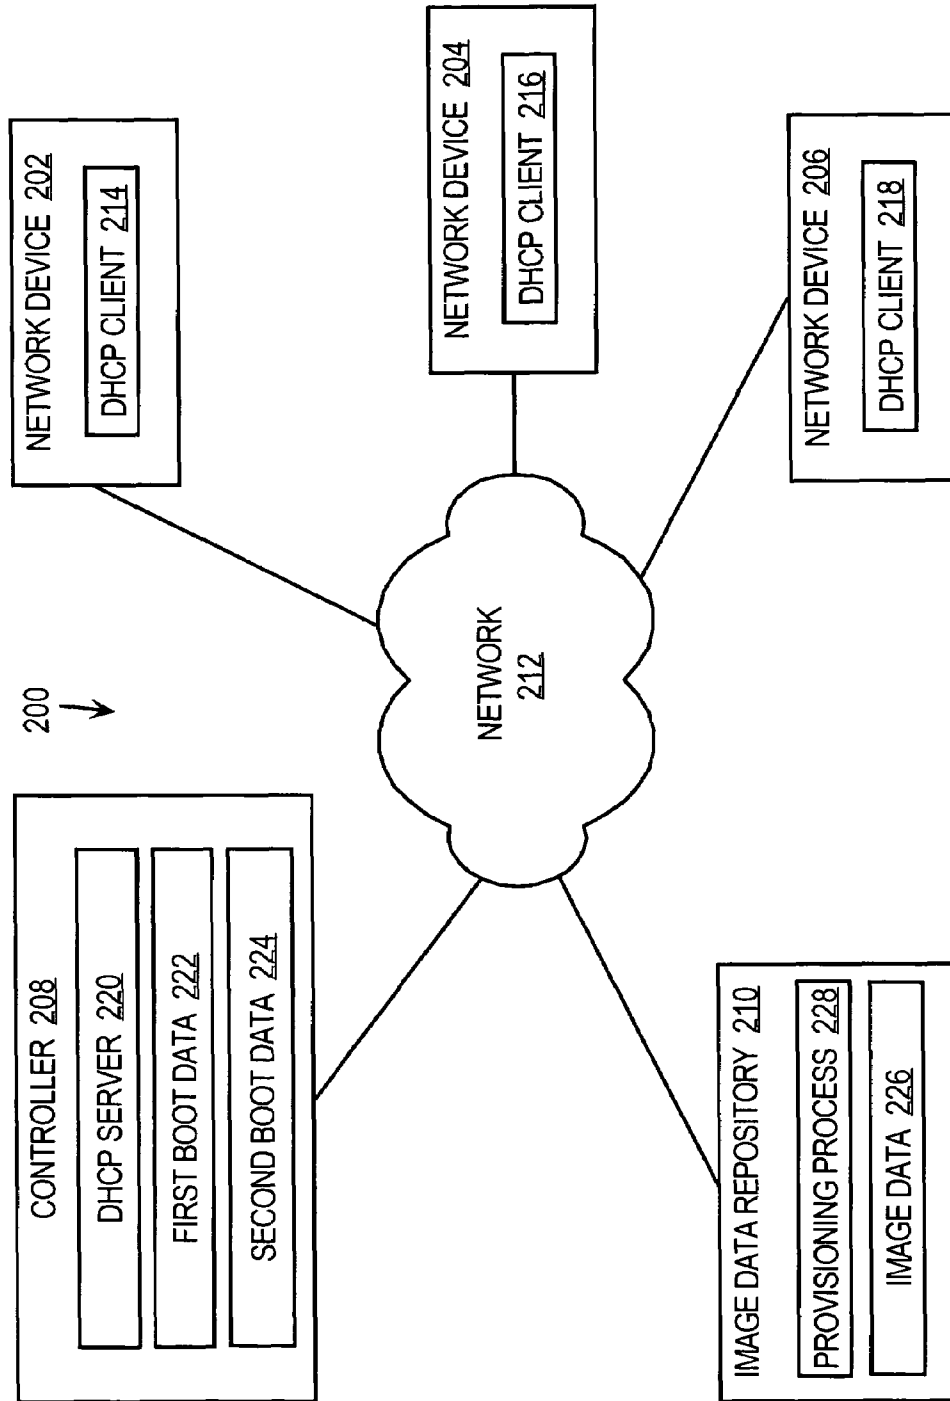 200
CONTROLLER 208
DHCP SERVER 220
FIRST BOOT DATA 222
SECOND BOOT DATA 224
NETWORK DEVICE 202
DHCP CLIENT 214
NETWORK
212
NETWORK DEVICE 204
DHCP CLIENT 216
IMAGE DATA REPOSITORY 210
PROVISIONING PROCESS 228
IMAGE DATA 226
NETWORK DEVICE 206
DHCP CLIENT 218